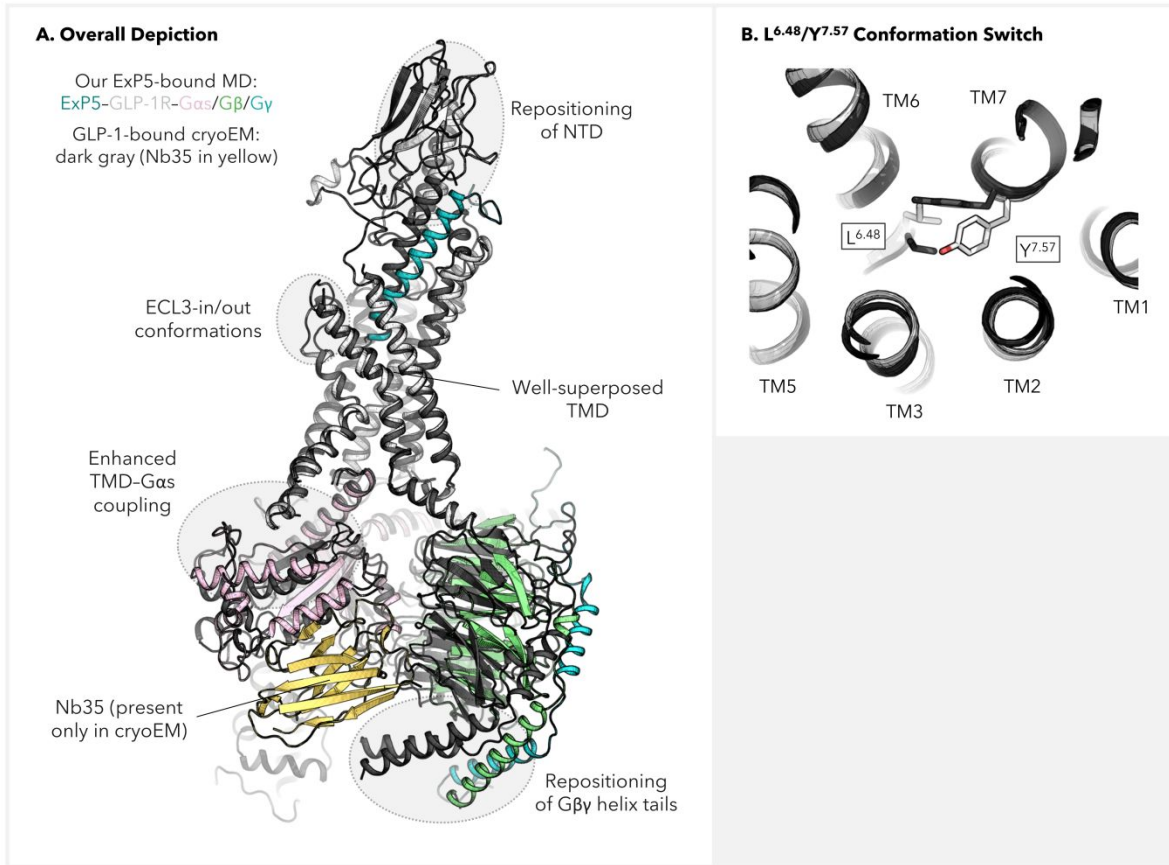 A. Overall Depiction
Our ExP5-bound MD:
ExP5–GLP-1R–Gαs/Gβ/Gγ
GLP-1-bound cryoEM:
dark gray (Nb35 in yellow)
Repositioning
of NTD
ECL3-in/out
conformations
Well-superposed
TMD
Enhanced
TMD–Gαs
coupling
Nb35 (present
only in cryoEM)
Repositioning
of Gβγ helix tails
B. L6.48/Y7.57 Conformation Switch
TM6
TM7
L6.48
Y7.57
TM1
TM5
TM3
TM2